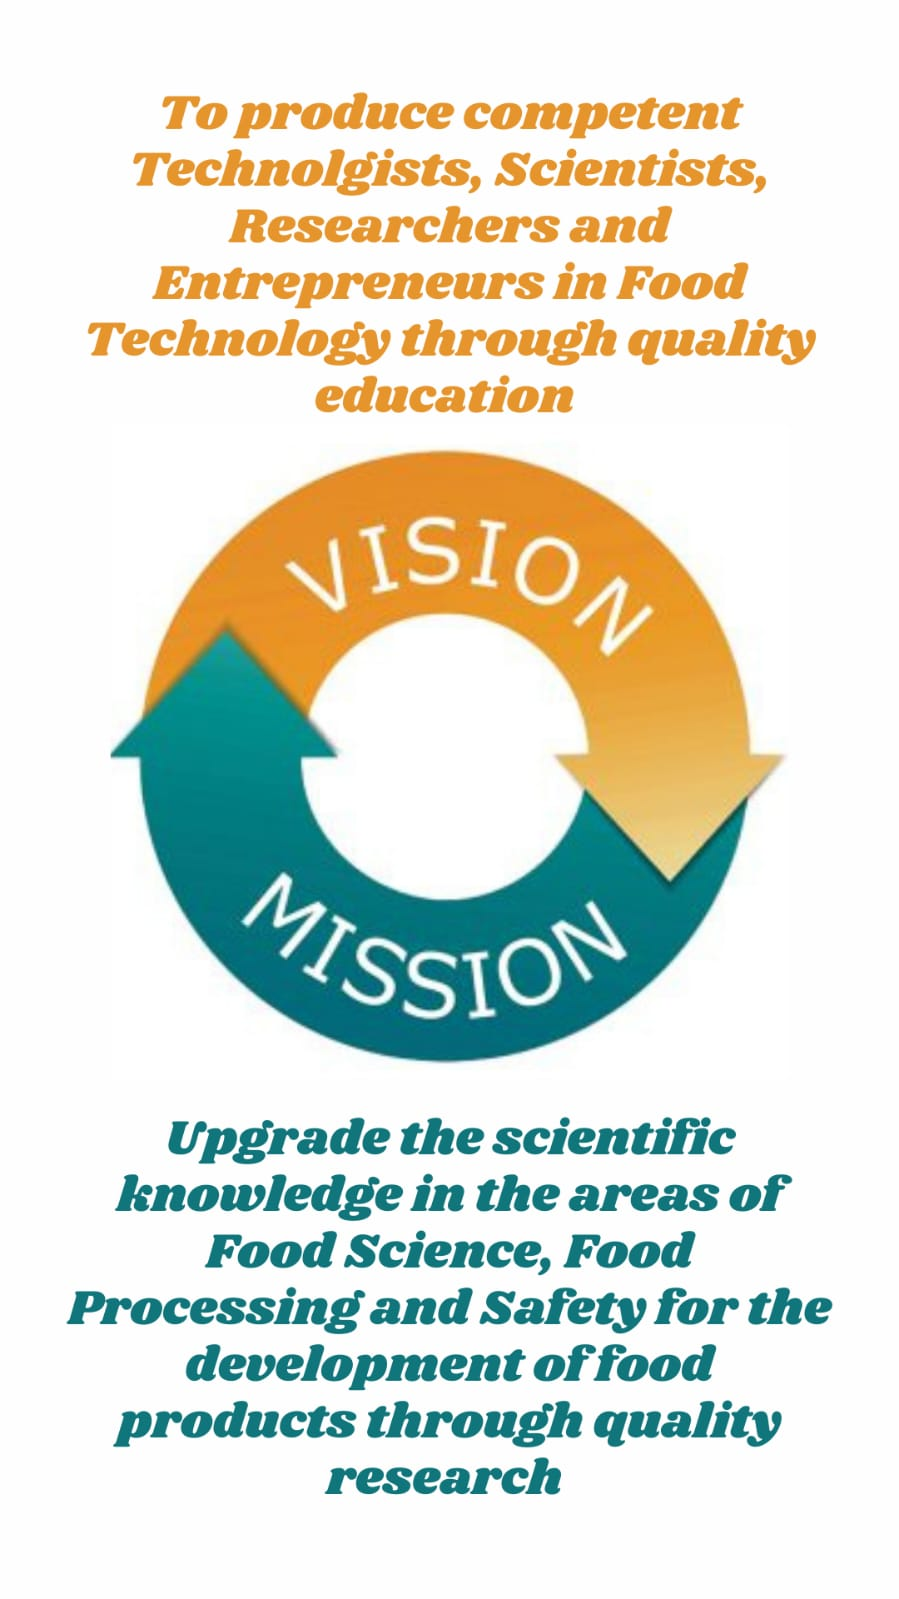 To produce competent
Technolgists, Scientists,
Researchers and
Entrepreneurs in Food
Technology through quality
education
VISION
MISSION
Upgrade the scientific
knowledge in the areas of
Food Science, Food
Processing and Safety for the
development of food
products through quality
research